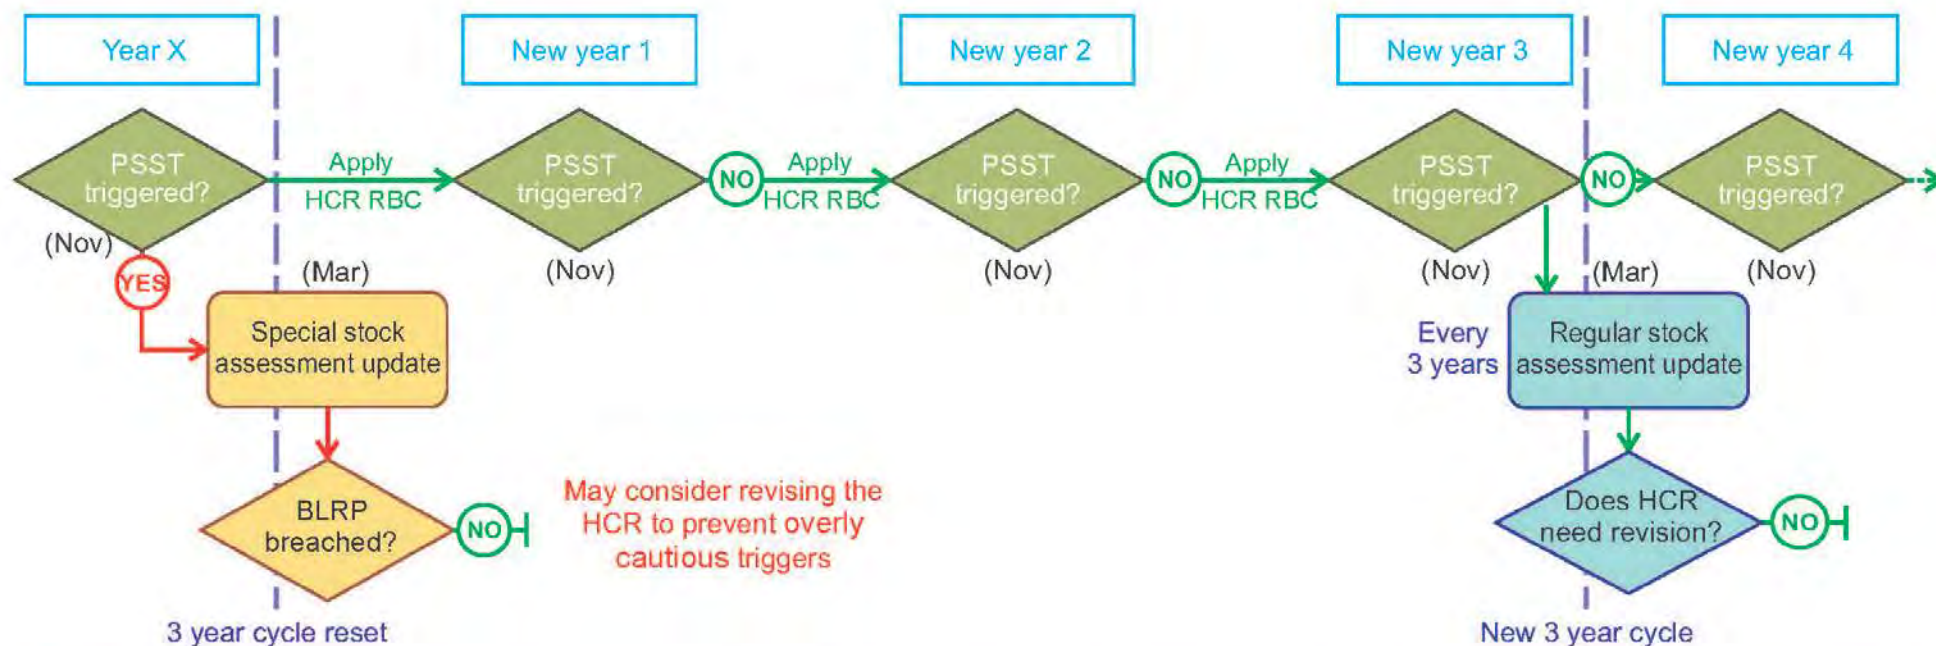 Year X
New year 1
New year 2
New year 3
New year 4
PSST
triggered?
Apply
HCR RBC
PSST
triggered?
NO
Apply
HCR RBC
PSST
triggered?
NO
Apply
HCR RBC
PSST
triggered?
NO
PSST
triggered?
(Nov)
(Nov)
(Nov)
(Nov)
(Nov)
YES
(Mar)
(Mar)
Special stock
assessment update
Every
3 years
Regular stock
assessment update
BLRP
breached?
NO
May consider revising the
HCR to prevent overly
cautious triggers
Does HCR
need revision?
NO
3 year cycle reset
New 3 year cycle